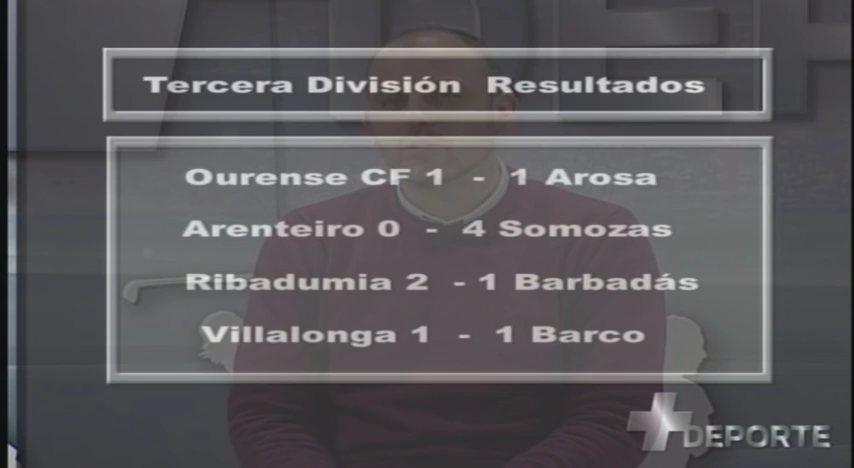 Tercera División Resultados
Ourense CF 1 - 1 Arosa
Arenteiro 0 - 4 Somozas
Ribadumia 2 - 1 Barbadás
Villalonga 1 - 1 Barco
DEPORTE